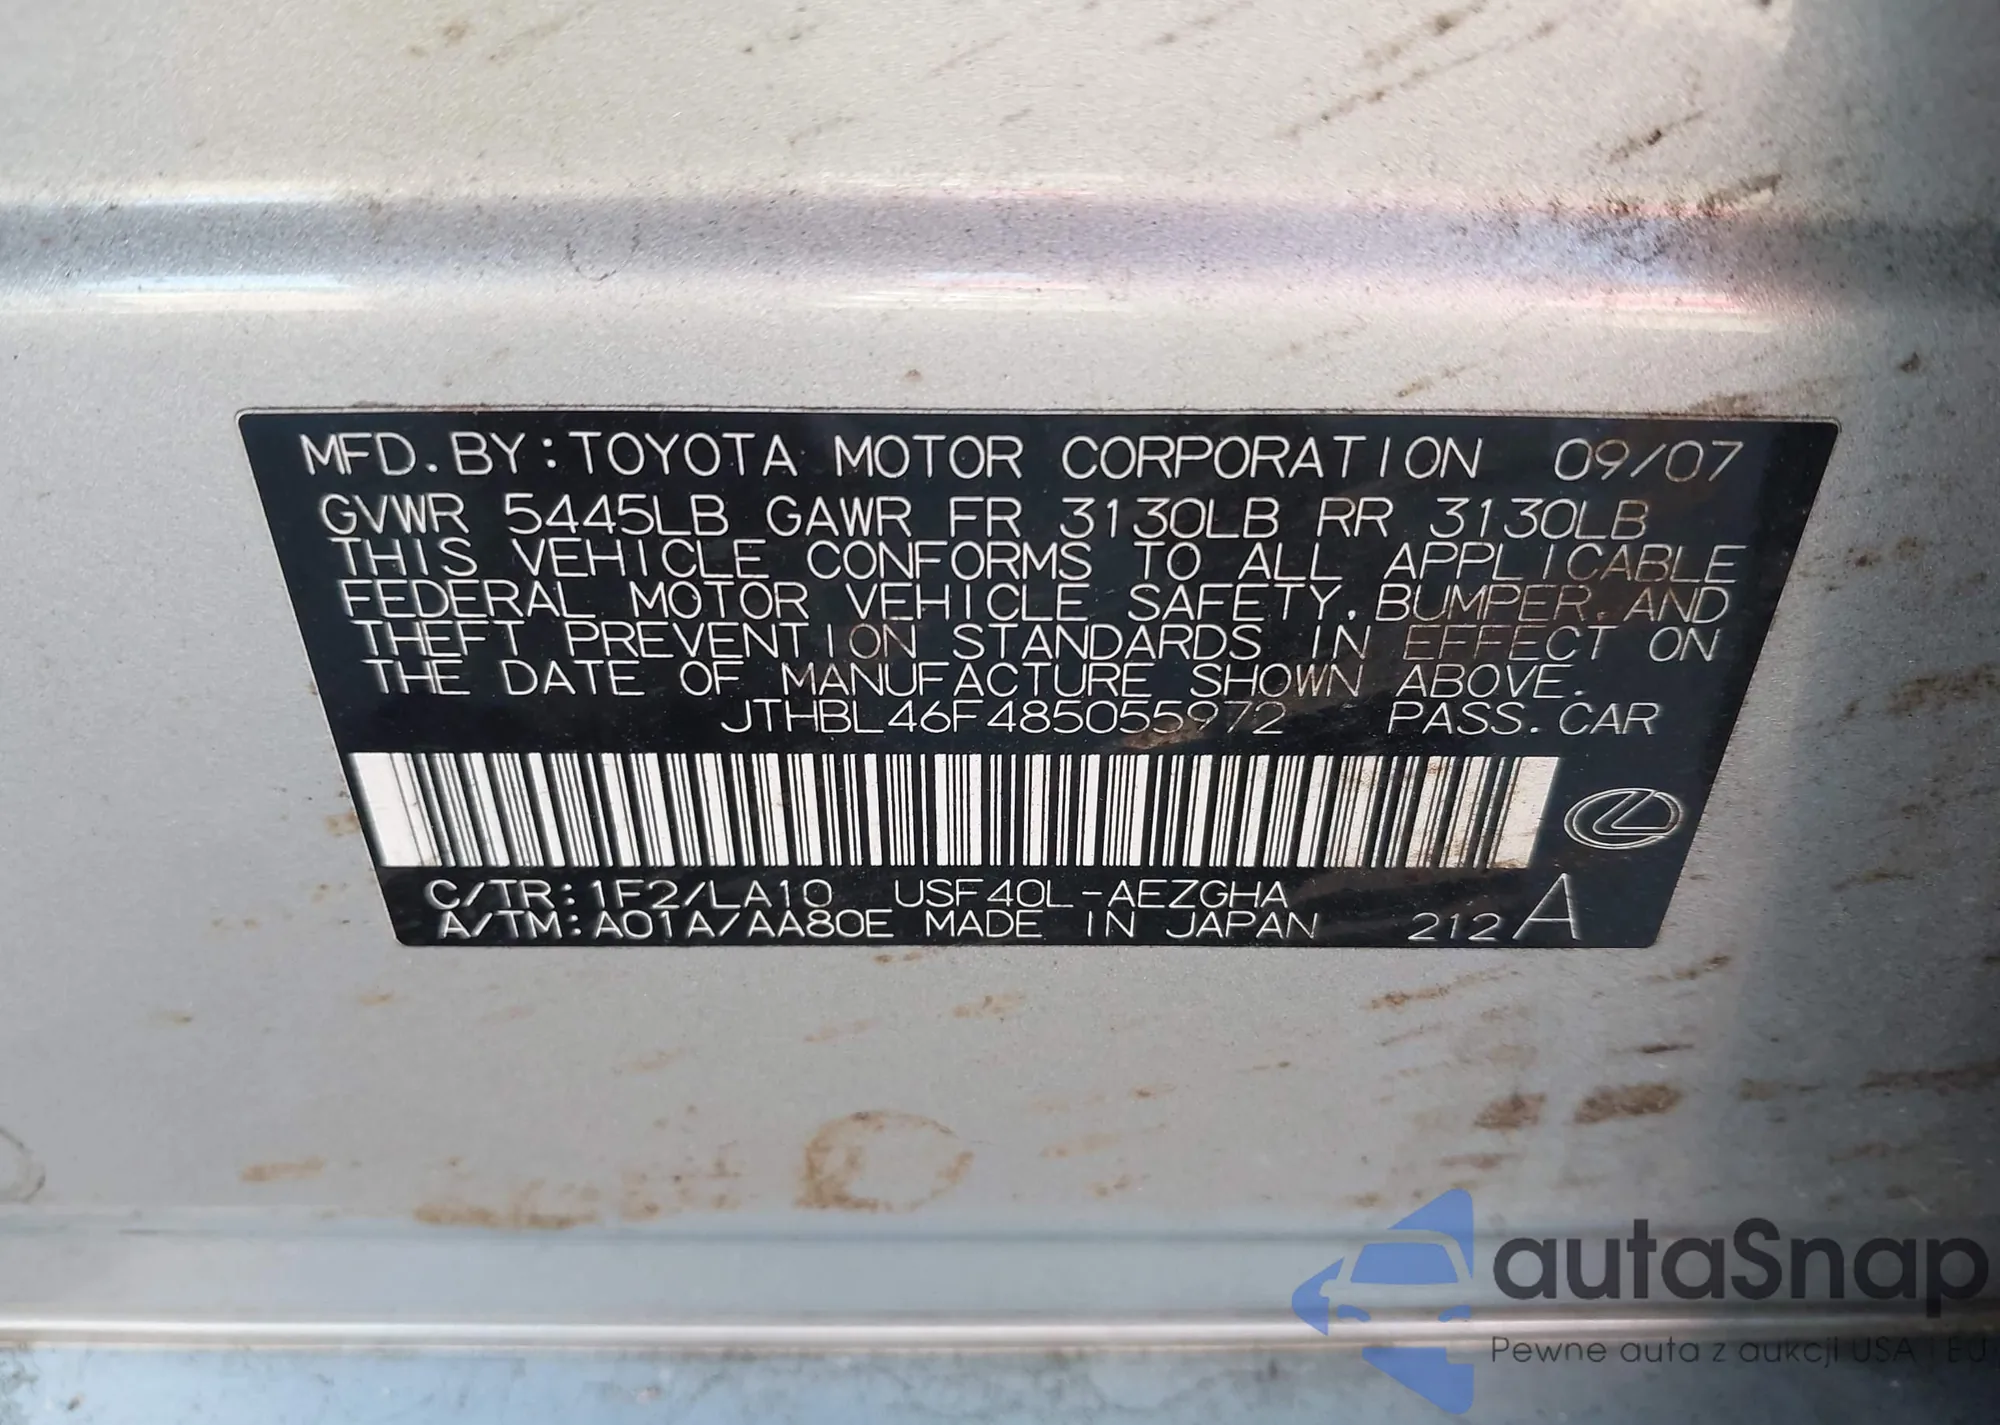 MFD. BY: TOYOTA MOTOR CORPORATION 09/07
GVWR 5445LB GAWR FR 3130LB RR 3130LB
THIS VEHICLE CONFORMS TO ALL APPLICABLE
FEDERAL MOTOR VEHICLE SAFETY, BUMPER, AND
THEFT PREVENTION STANDARDS IN EFFECT ON
THE DATE OF MANUFACTURE SHOWN ABOVE.
JTHBL46F485055972 PASS. CAR
C/TR: 1F2/LA10 USF40L-AEZGHA
A/TM: A01A/AA80E MADE IN JAPAN 212 A
autaSnap
Pewne auta z aukcji USA i EU